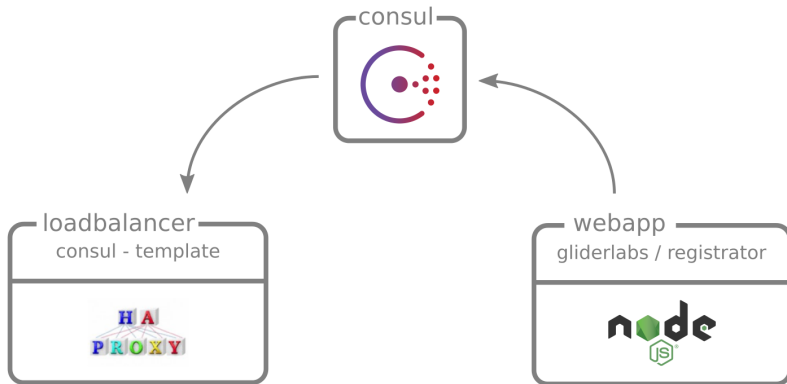 consul
loadbalancer
consul - template
HA
PROXY
webapp
gliderlabs / registrator
node
JS